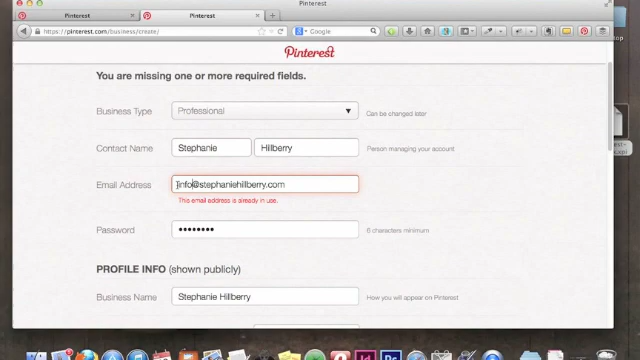 Pinterest
Pinterest
Pinterest
https://pinterest.com/business/create/
Google
Pinterest
You are missing one or more required fields.
Business Type
Professional
Can be changed later
Contact Name
Stephanie
Hillberry
Person managing your account
Email Address
info@stephaniehillberry.com
This email address is already in use.
Password
••••••••
6 characters minimum
PROFILE INFO (shown publicly)
Business Name
Stephanie Hillberry
How you will appear on Pinterest
Id
Ps